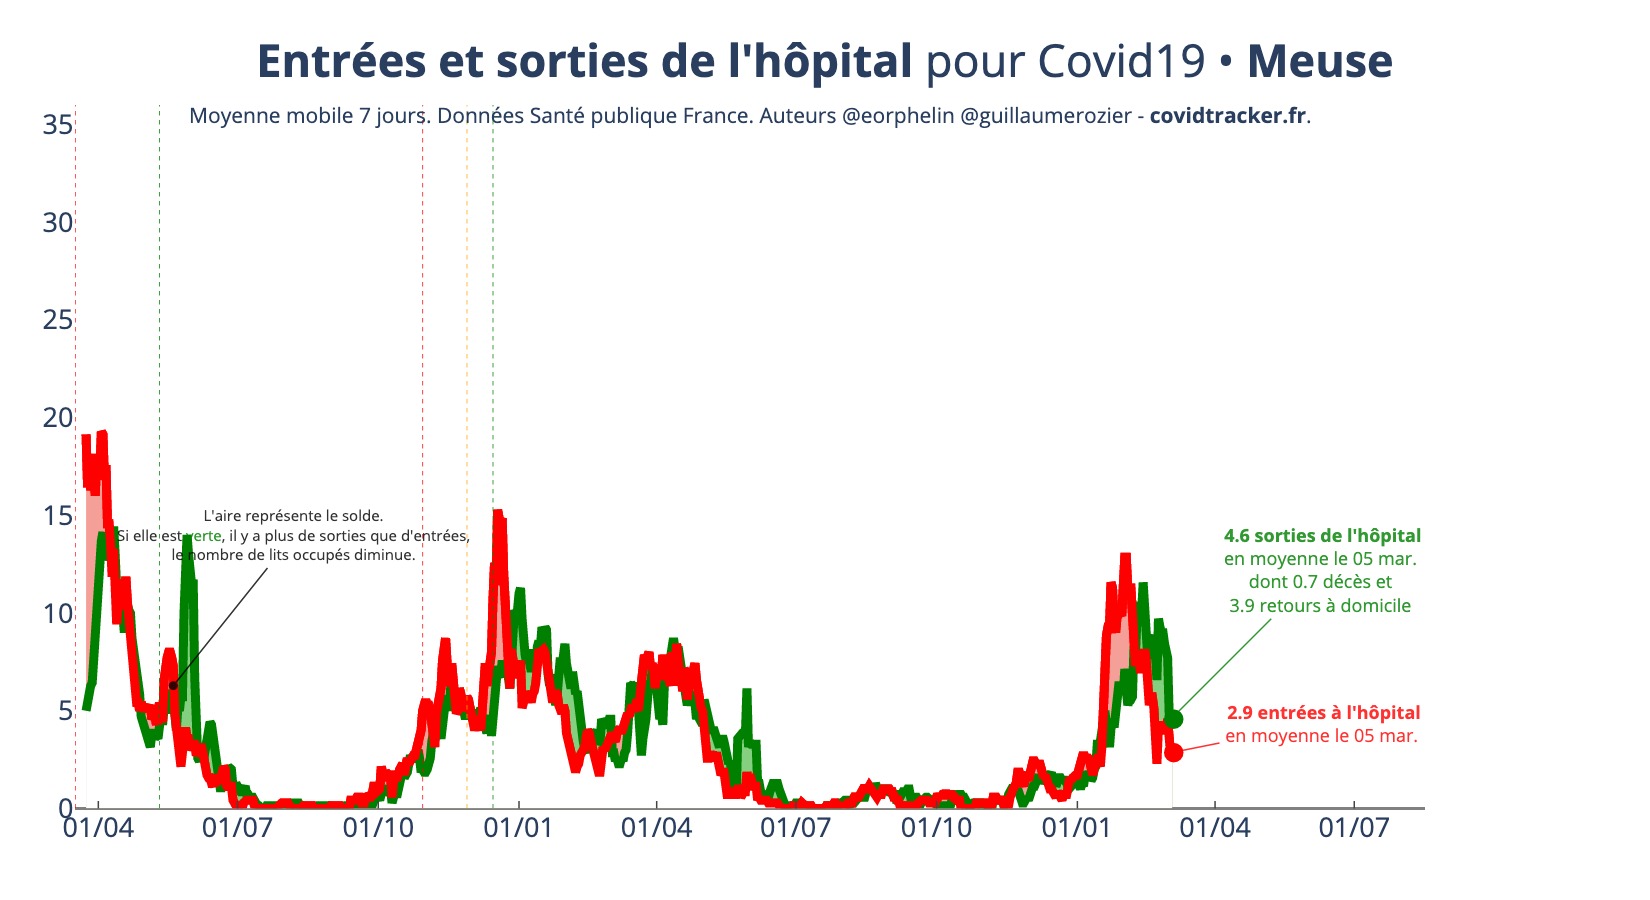 Entrées et sorties de l'hôpital pour Covid19 • Meuse
Moyenne mobile 7 jours. Données Santé publique France. Auteurs @eorphelin @guillaumerozier - covidtracker.fr.
35
30
25
20
15
10
5
0
L'aire représente le solde.
Si elle est verte, il y a plus de sorties que d'entrées,
le nombre de lits occupés diminue.
4.6 sorties de l'hôpital
en moyenne le 05 mar.
dont 0.7 décès et
3.9 retours à domicile
2.9 entrées à l'hôpital
en moyenne le 05 mar.
01/04 01/07 01/10 01/01 01/04 01/07 01/10 01/01 01/04 01/07